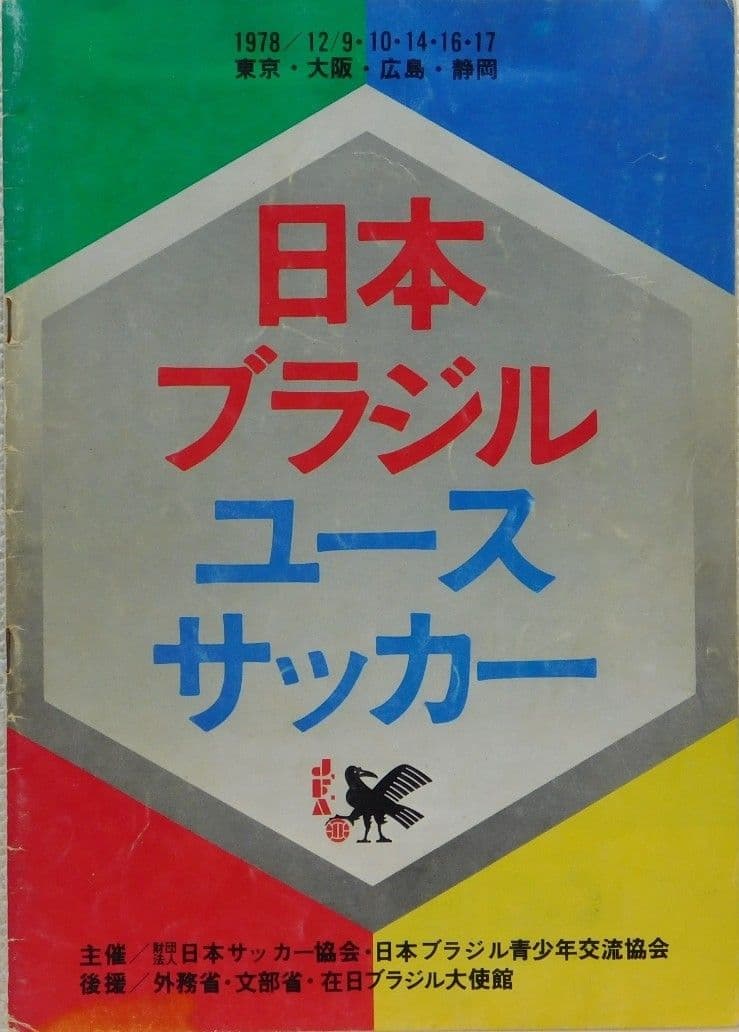 1978/12/9・10・14・16・17
東京・大阪・広島・静岡
日本
ブラジル
ユース
サッカー
JFA
主催/財団法人日本サッカー協会・日本ブラジル青少年交流協会
後援/外務省・文部省・在日ブラジル大使館